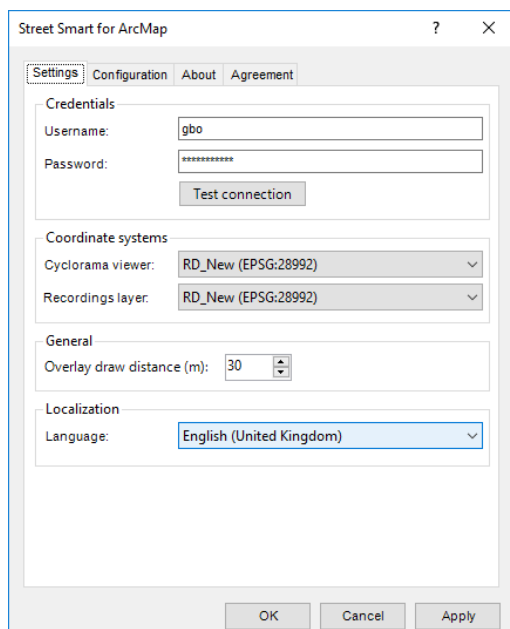 Street Smart for ArcMap ? X
Settings Configuration About Agreement
Credentials
Username: gbo
Password: ***********
Test connection
Coordinate systems
Cyclorama viewer: RD_New (EPSG:28992)
Recordings layer: RD_New (EPSG:28992)
General
Overlay draw distance (m): 30
Localization
Language: English (United Kingdom)
OK Cancel Apply